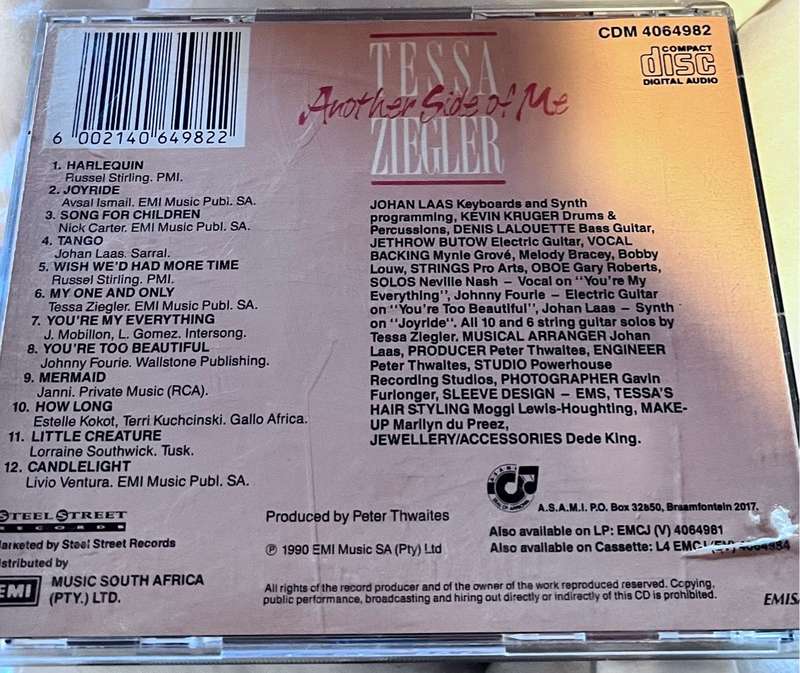 CDM 4064982
COMPACT
disc
DIGITAL AUDIO
TESSA
Another Side of Me
ZIEGLER
6 002140 649822
1. HARLEQUIN
Russel Stirling. PMI.
2. JOYRIDE
Avsal Ismail. EMI Music Publ. SA.
3. SONG FOR CHILDREN
Nick Carter. EMI Music Publ. SA.
4. TANGO
Johan Laas. Sarral.
5. WISH WE'D HAD MORE TIME
Russel Stirling. PMI.
6. MY ONE AND ONLY
Tessa Ziegler. EMI Music Publ. SA.
7. YOU'RE MY EVERYTHING
J. Mobillon, L. Gomez. Intersong.
8. YOU'RE TOO BEAUTIFUL
Johnny Fourie. Wallstone Publishing.
9. MERMAID
Janni. Private Music (RCA).
10. HOW LONG
Estelle Kokot, Terri Kuchcinski. Gallo Africa.
11. LITTLE CREATURE
Lorraine Southwick. Tusk.
12. CANDLELIGHT
Livio Ventura. EMI Music Publ. SA.
JOHAN LAAS Keyboards and Synth
programming, KEVIN KRUGER Drums &
Percussions, DENIS LALOUETTE Bass Guitar,
JETHROW BUTOW Electric Guitar, VOCAL
BACKING Mynie Grové, Melody Bracey, Bobby
Louw, STRINGS Pro Arts, OBOE Gary Roberts,
SOLOS Neville Nash – Vocal on "You're My
Everything", Johnny Fourie – Electric Guitar
on "You're Too Beautiful", Johan Laas – Synth
on "Joyride". All 10 and 6 string guitar solos by
Tessa Ziegler. MUSICAL ARRANGER Johan
Laas, PRODUCER Peter Thwaites, ENGINEER
Peter Thwaites, STUDIO Powerhouse
Recording Studios, PHOTOGRAPHER Gavin
Furlonger, SLEEVE DESIGN – EMS, TESSA'S
HAIR STYLING Moggi Lewis-Houghting, MAKE-
UP Marilyn du Preez,
JEWELLERY/ACCESSORIES Dede King.
STEEL STREET
RECORDS
arketed by Steel Street Records
istributed by
EMI MUSIC SOUTH AFRICA
(PTY.) LTD.
Produced by Peter Thwaites
℗ 1990 EMI Music SA (Pty) Ltd
A.S.A.M.I. P.O. Box 32850, Braamfontein 2017.
Also available on LP: EMCJ (V) 4064981
Also available on Cassette: L4 EMCJ (EV) 4064984
All rights of the record producer and of the owner of the work reproduced reserved. Copying,
public performance, broadcasting and hiring out directly or indirectly of this CD is prohibited.
EMISA